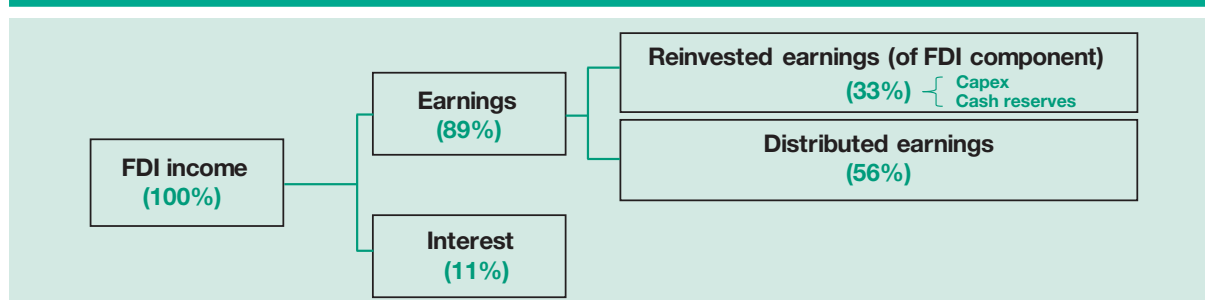 Reinvested earnings (of FDI component)
(33%)
Capex
Cash reserves
Earnings
(89%)
Distributed earnings
(56%)
FDI income
(100%)
Interest
(11%)